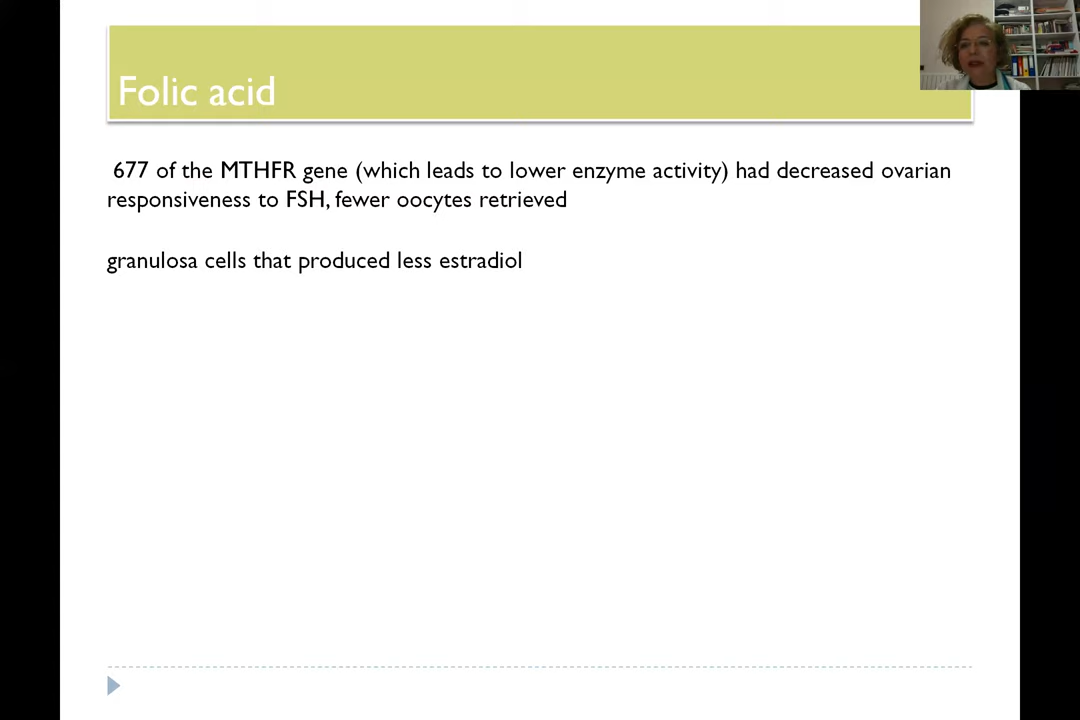 Folic acid
677 of the MTHFR gene (which leads to lower enzyme activity) had decreased ovarian
responsiveness to FSH, fewer oocytes retrieved
granulosa cells that produced less estradiol